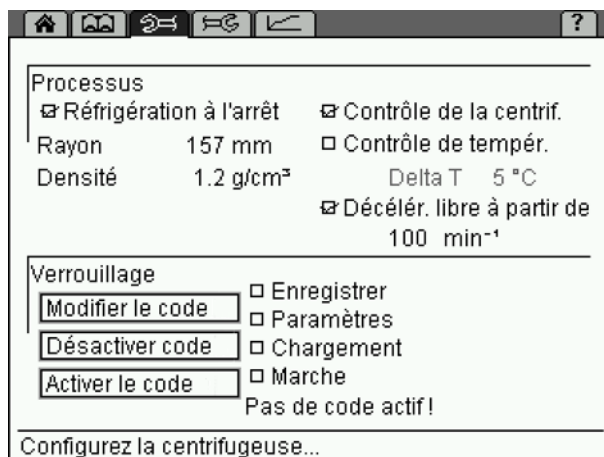 ?
Processus
Réfrigération à l'arrêt
Contrôle de la centrif.
Rayon 157 mm
Contrôle de tempér.
Densité 1.2 g/cm³
Delta T 5 °C
Décélér. libre à partir de
100 min⁻¹
Verrouillage
Modifier le code
Enregistrer
Paramètres
Désactiver code
Chargement
Activer le code
Marche
Pas de code actif !
Configurez la centrifugeuse...